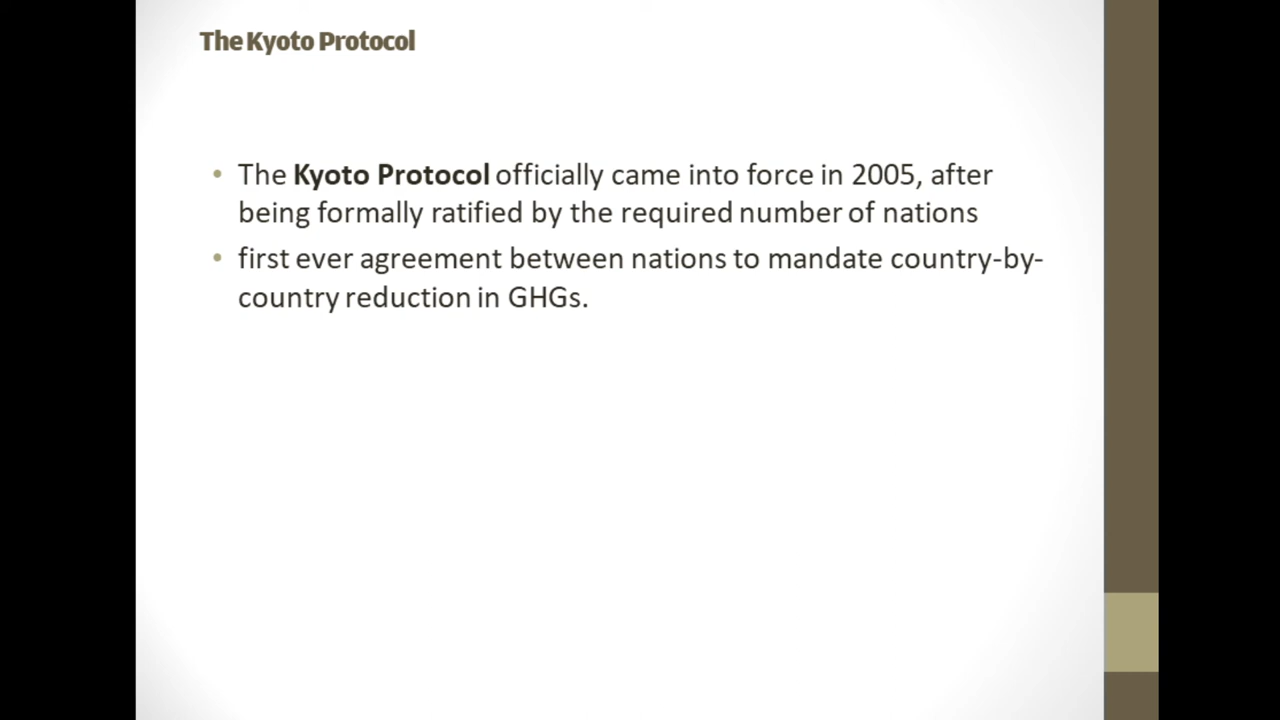 The Kyoto Protocol
• The Kyoto Protocol officially came into force in 2005, after
being formally ratified by the required number of nations
• first ever agreement between nations to mandate country-by-
country reduction in GHGs.